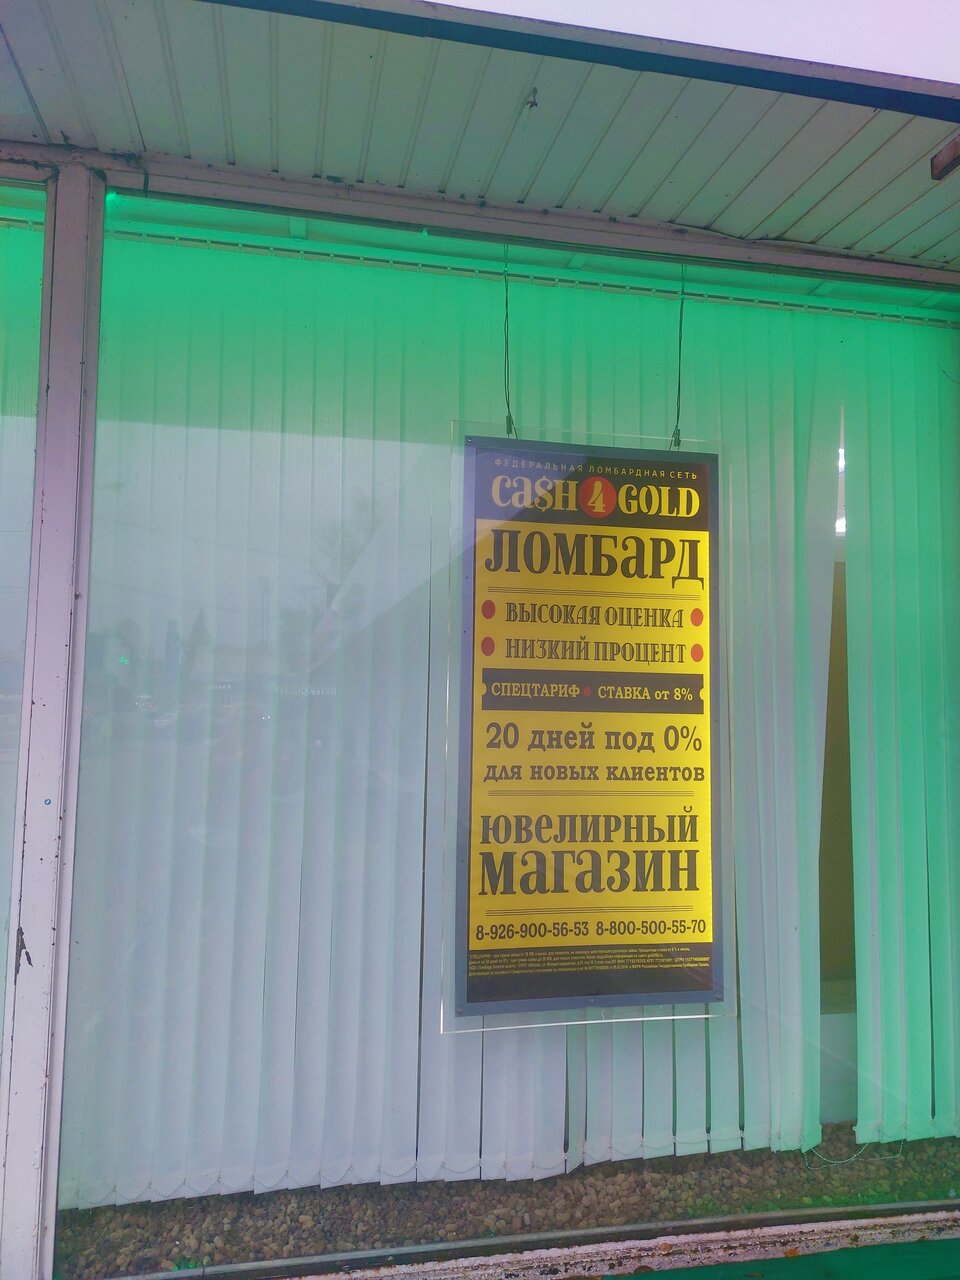 ФЕДЕРАЛЬНАЯ ЛОМБАРДНАЯ СЕТЬ
CA$H 4 GOLD
ЛОМБАРД
ВЫСОКАЯ ОЦЕНКА
НИЗКИЙ ПРОЦЕНТ
СПЕЦТАРИФ • СТАВКА от 8%
20 дней под 0%
для новых клиентов
ЮВЕЛИРНЫЙ
МАГАЗИН
8-926-900-56-53 8-800-500-55-70